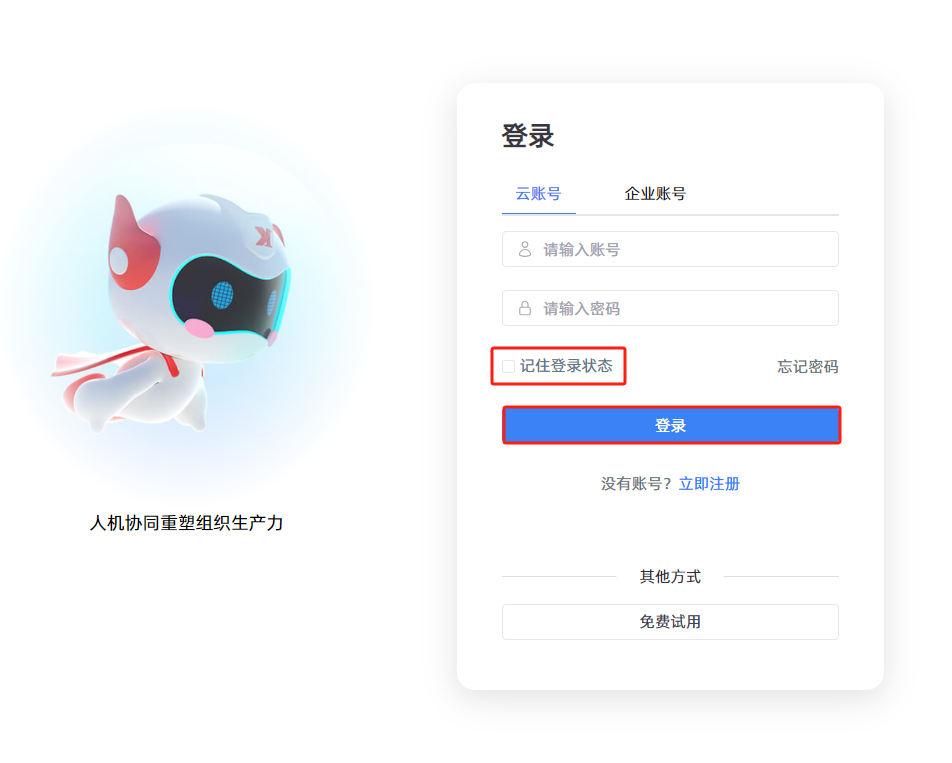 登录
云账号 企业账号
请输入账号
请输入密码
记住登录状态 忘记密码
登录
没有账号? 立即注册
人机协同重塑组织生产力
其他方式
免费试用